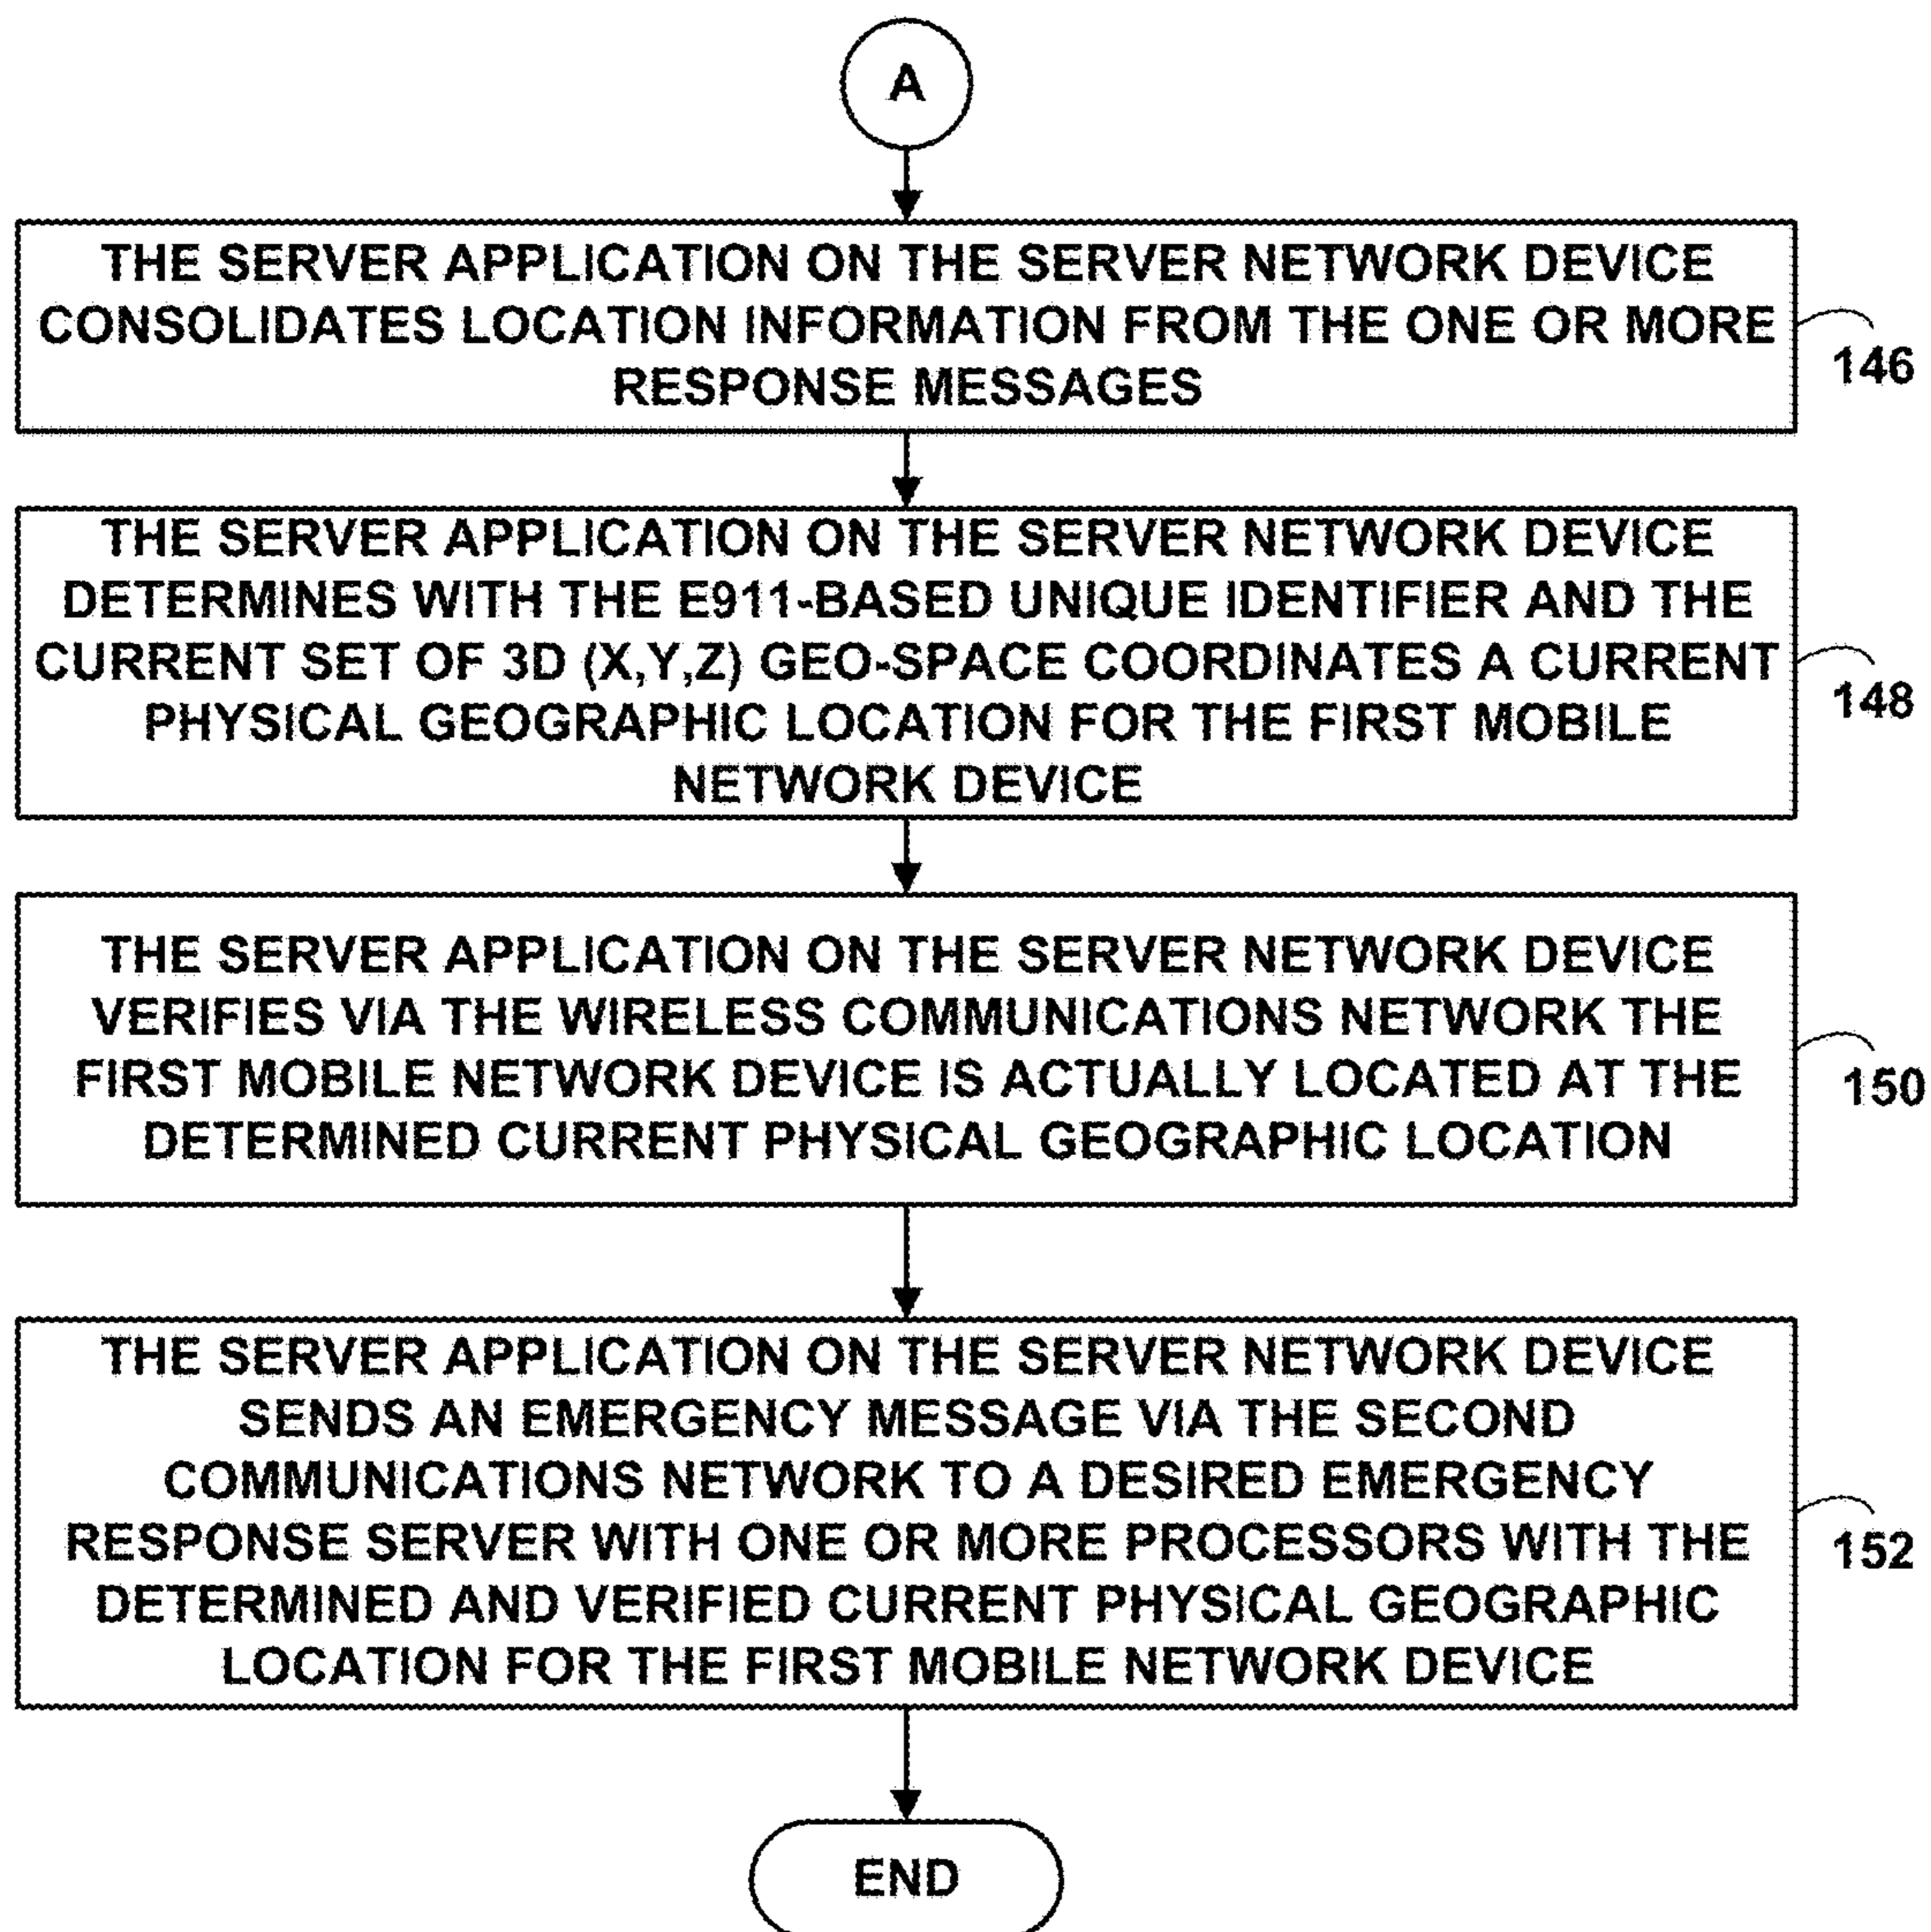 A
THE SERVER APPLICATION ON THE SERVER NETWORK DEVICE
CONSOLIDATES LOCATION INFORMATION FROM THE ONE OR MORE
RESPONSE MESSAGES
146
THE SERVER APPLICATION ON THE SERVER NETWORK DEVICE
DETERMINES WITH THE E911-BASED UNIQUE IDENTIFIER AND THE
CURRENT SET OF 3D (X,Y,Z) GEO-SPACE COORDINATES A CURRENT
PHYSICAL GEOGRAPHIC LOCATION FOR THE FIRST MOBILE
NETWORK DEVICE
148
THE SERVER APPLICATION ON THE SERVER NETWORK DEVICE
VERIFIES VIA THE WIRELESS COMMUNICATIONS NETWORK THE
FIRST MOBILE NETWORK DEVICE IS ACTUALLY LOCATED AT THE
DETERMINED CURRENT PHYSICAL GEOGRAPHIC LOCATION
150
THE SERVER APPLICATION ON THE SERVER NETWORK DEVICE
SENDS AN EMERGENCY MESSAGE VIA THE SECOND
COMMUNICATIONS NETWORK TO A DESIRED EMERGENCY
RESPONSE SERVER WITH ONE OR MORE PROCESSORS WITH THE
DETERMINED AND VERIFIED CURRENT PHYSICAL GEOGRAPHIC
LOCATION FOR THE FIRST MOBILE NETWORK DEVICE
152
END